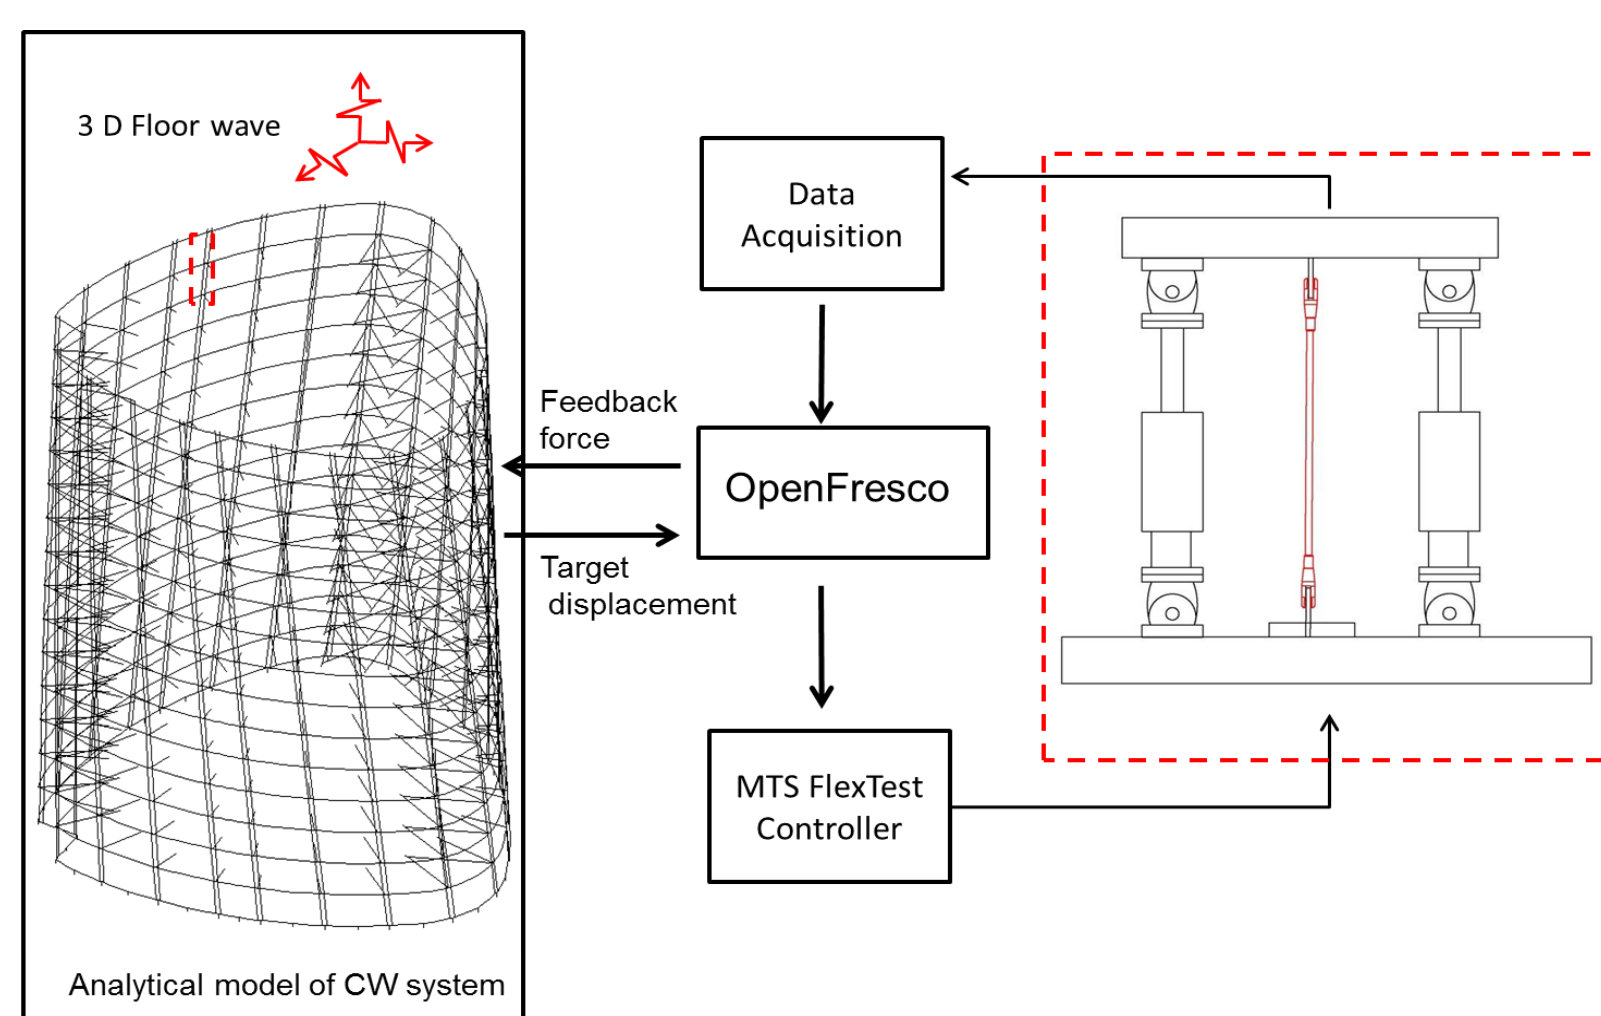 3 D Floor wave
Data
Acquisition
Feedback
force
OpenFresco
Target
displacement
MTS FlexTest
Controller
Analytical model of CW system